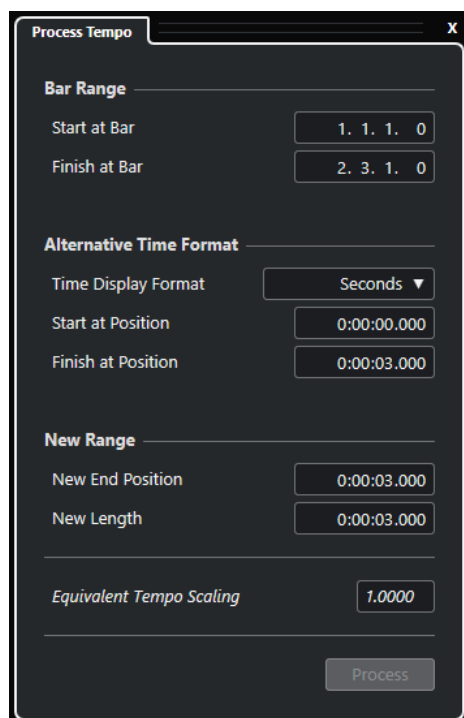 Process Tempo X
Bar Range
Start at Bar 1. 1. 1. 0
Finish at Bar 2. 3. 1. 0
Alternative Time Format
Time Display Format Seconds ▼
Start at Position 0:00:00.000
Finish at Position 0:00:03.000
New Range
New End Position 0:00:03.000
New Length 0:00:03.000
Equivalent Tempo Scaling 1.0000
Process